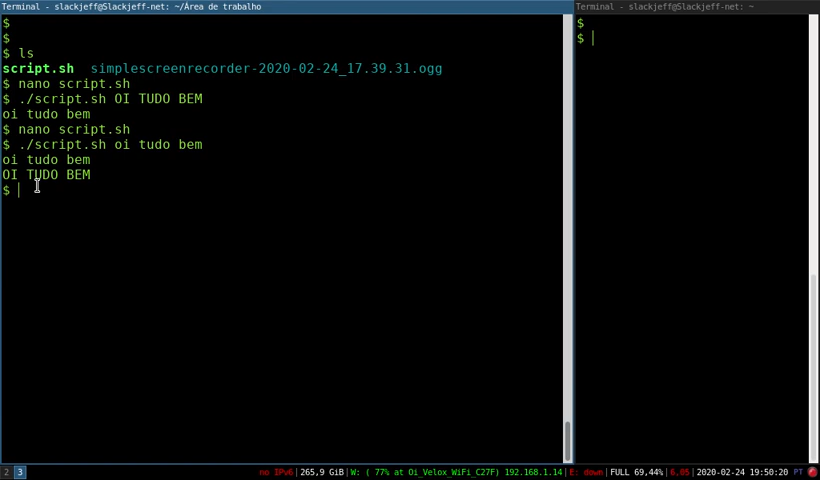 Terminal - slackjeff@Slackjeff-net: ~/Área de trabalho
$
$
$ ls
script.sh  simplescreenrecorder-2020-02-24_17.39.31.ogg
$ nano script.sh
$ ./script.sh OI TUDO BEM
oi tudo bem
$ nano script.sh
$ ./script.sh oi tudo bem
oi tudo bem
OI TUDO BEM
$
Terminal - slackjeff@Slackjeff-net: ~
$
$
2 3 no IPv6|265,9 GiB|W: ( 77% at Oi_Velox_WiFi_C27F) 192.168.1.14|E: down|FULL 69,44%|6.05|2020-02-24 19:50:20 PT